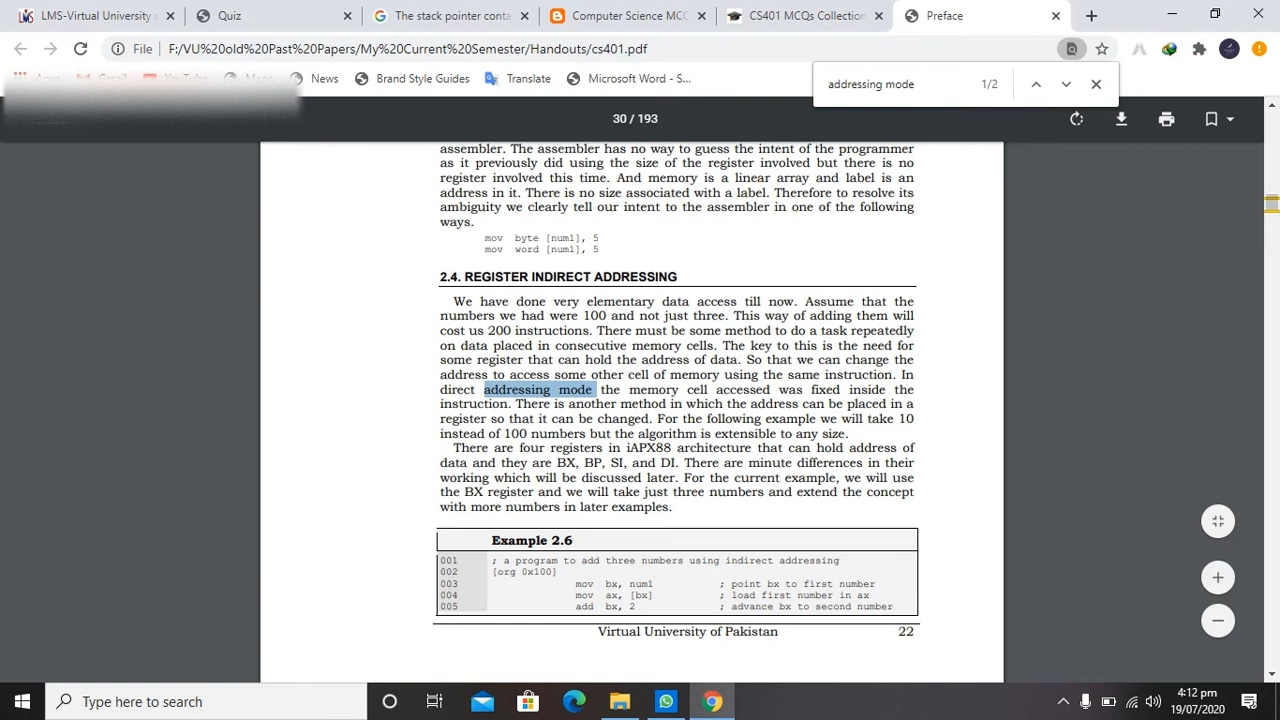 LMS-Virtual University o
Quiz
The stack pointer conta
Computer Science MCC
CS401 MCQs Collection
Preface
File
F:/VU%20old%20Past%20Papers/My%20Current%20Semester/Handouts/cs401.pdf
Apps
Gmail
YouTube
Maps
News
Brand Style Guides
Translate
Microsoft Word - S...
addressing mode
1/2
30 / 193
assembler. The assembler has no way to guess the intent of the programmer
as it previously did using the size of the register involved but there is no
register involved this time. And memory is a linear array and label is an
address in it. There is no size associated with a label. Therefore to resolve its
ambiguity we clearly tell our intent to the assembler in one of the following
ways.
mov byte [num1], 5
mov word [num1], 5
2.4. REGISTER INDIRECT ADDRESSING
We have done very elementary data access till now. Assume that the
numbers we had were 100 and not just three. This way of adding them will
cost us 200 instructions. There must be some method to do a task repeatedly
on data placed in consecutive memory cells. The key to this is the need for
some register that can hold the address of data. So that we can change the
address to access some other cell of memory using the same instruction. In
direct addressing mode the memory cell accessed was fixed inside the
instruction. There is another method in which the address can be placed in a
register so that it can be changed. For the following example we will take 10
instead of 100 numbers but the algorithm is extensible to any size.
There are four registers in iAPX88 architecture that can hold address of
data and they are BX, BP, SI, and DI. There are minute differences in their
working which will be discussed later. For the current example, we will use
the BX register and we will take just three numbers and extend the concept
with more numbers in later examples.
Example 2.6
001 ; a program to add three numbers using indirect addressing
002 [org 0x100]
003 mov bx, num1 ; point bx to first number
004 mov ax, [bx] ; load first number in ax
005 add bx, 2 ; advance bx to second number
Virtual University of Pakistan 22
Type here to search
4:12 pm
19/07/2020